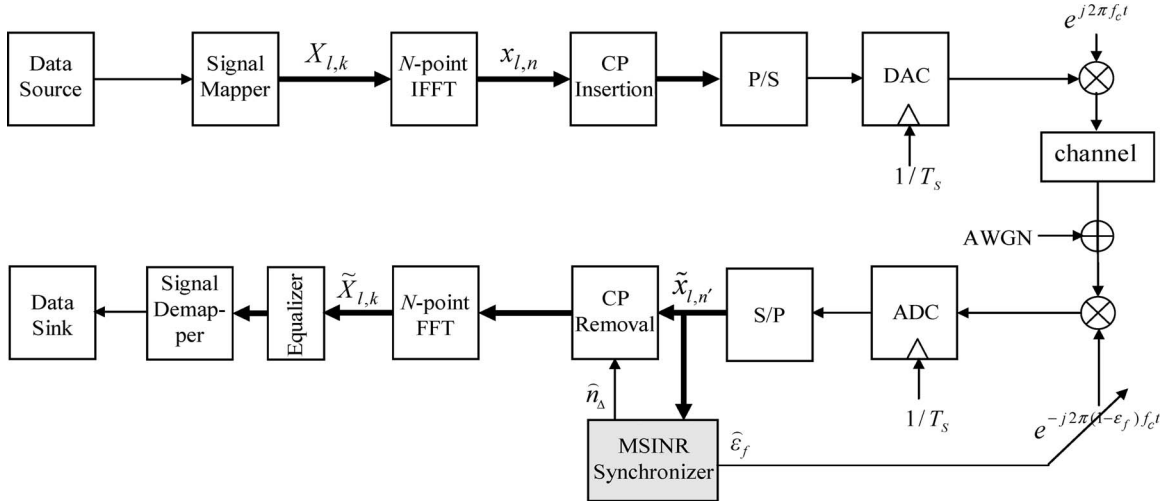 e^{j2πf_c t}
Data
Source
Signal
Mapper
X_{l,k}
N-point
IFFT
x_{l,n}
CP
Insertion
P/S
DAC
1/T_S
channel
AWGN
Data
Sink
Signal
Demap-
per
Equalizer
X̃_{l,k}
N-point
FFT
CP
Removal
x̃_{l,n′}
S/P
ADC
1/T_S
e^{-j2π(1-ε_f)f_c t}
n̂_Δ
MSINR
Synchronizer
ε̂_f